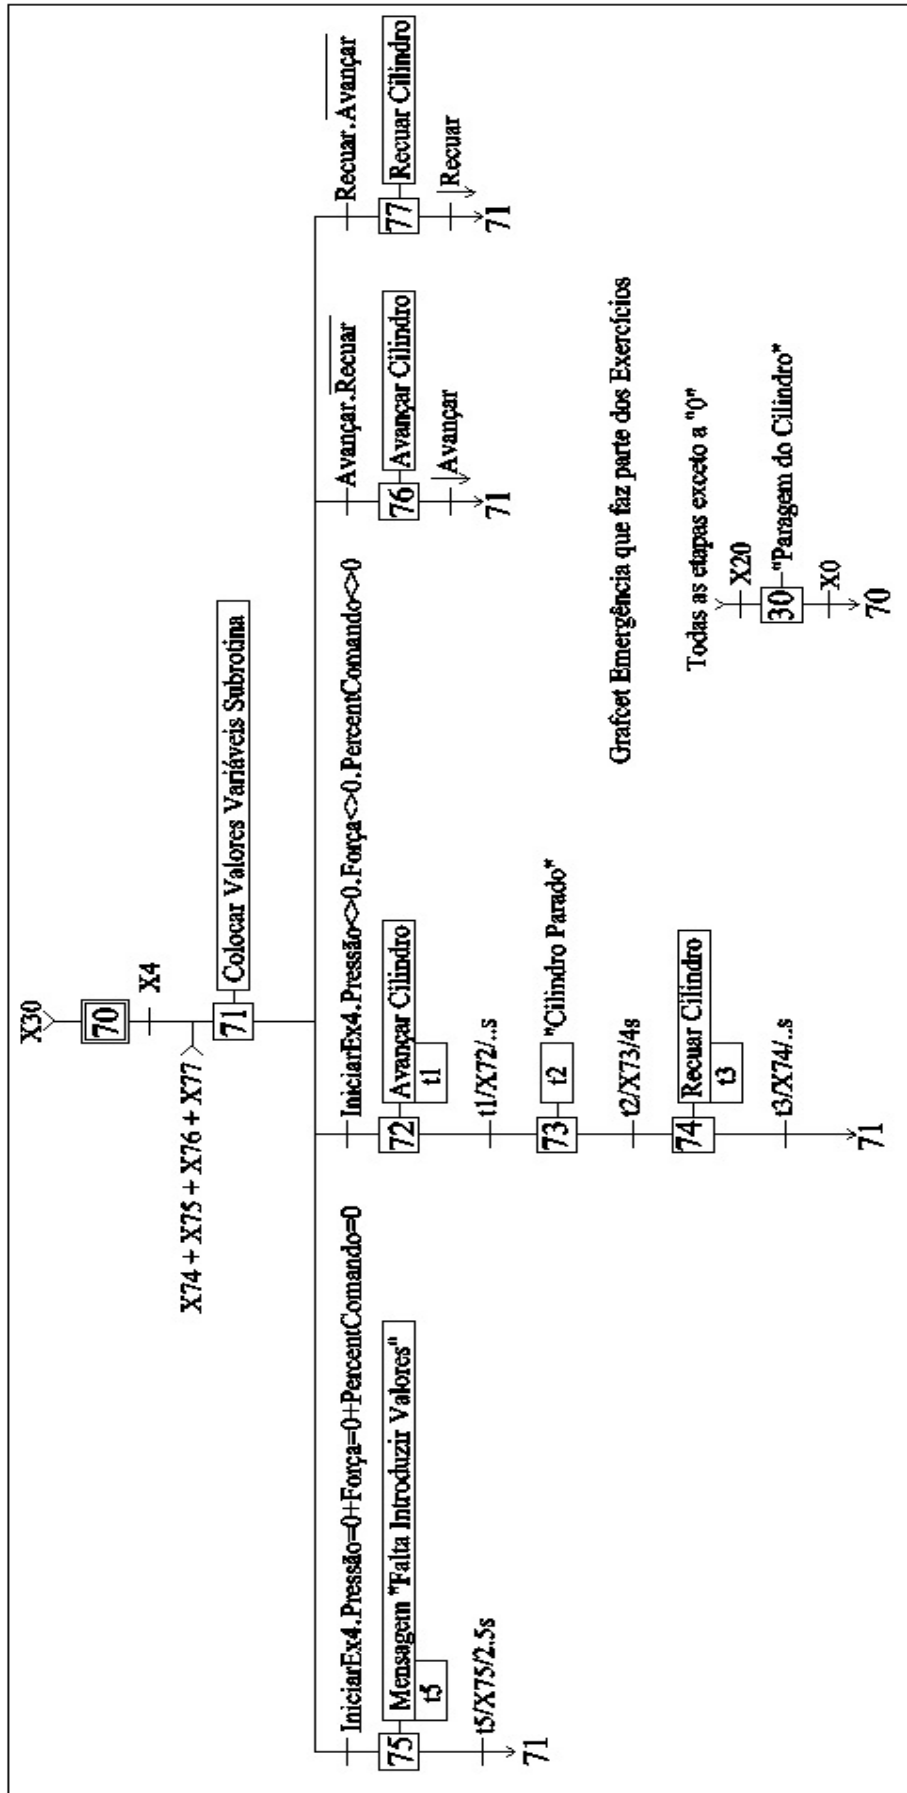 X30
70
X4
X74 + X75 + X76 + X77
71 Colocar Valores Variáveis Subrotina
IniciarEx4.Pressão=0+Força=0+PercentComando=0
75 Mensagem "Falta Introduzir Valores"
t5
t5/X75/2.5s
71
IniciarEx4.Pressão<>0.Força<>0.PercentComando<>0
72 Avançar Cilindro
t1
t1/X72/..s
73 t2 "Cilindro Parado"
t2/X73/4s
74 Recuar Cilindro
t3
t3/X74/..s
71
Avançar.Recuar
76 Avançar Cilindro
Avançar
71
Recuar.Avançar
77 Recuar Cilindro
Recuar
71
Grafcet Emergência que faz parte dos Exercícios
Todas as etapas exceto a "0"
X20
30 "Paragem do Cilindro"
X0
70